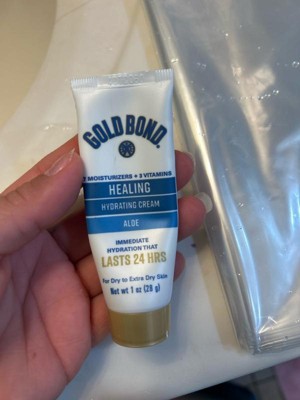 GOLD BOND.
7 MOISTURIZERS + 3 VITAMINS
HEALING
HYDRATING CREAM
ALOE
IMMEDIATE
HYDRATION THAT
LASTS 24 HRS
For Dry to Extra Dry Skin
Net wt 1 oz (28 g)